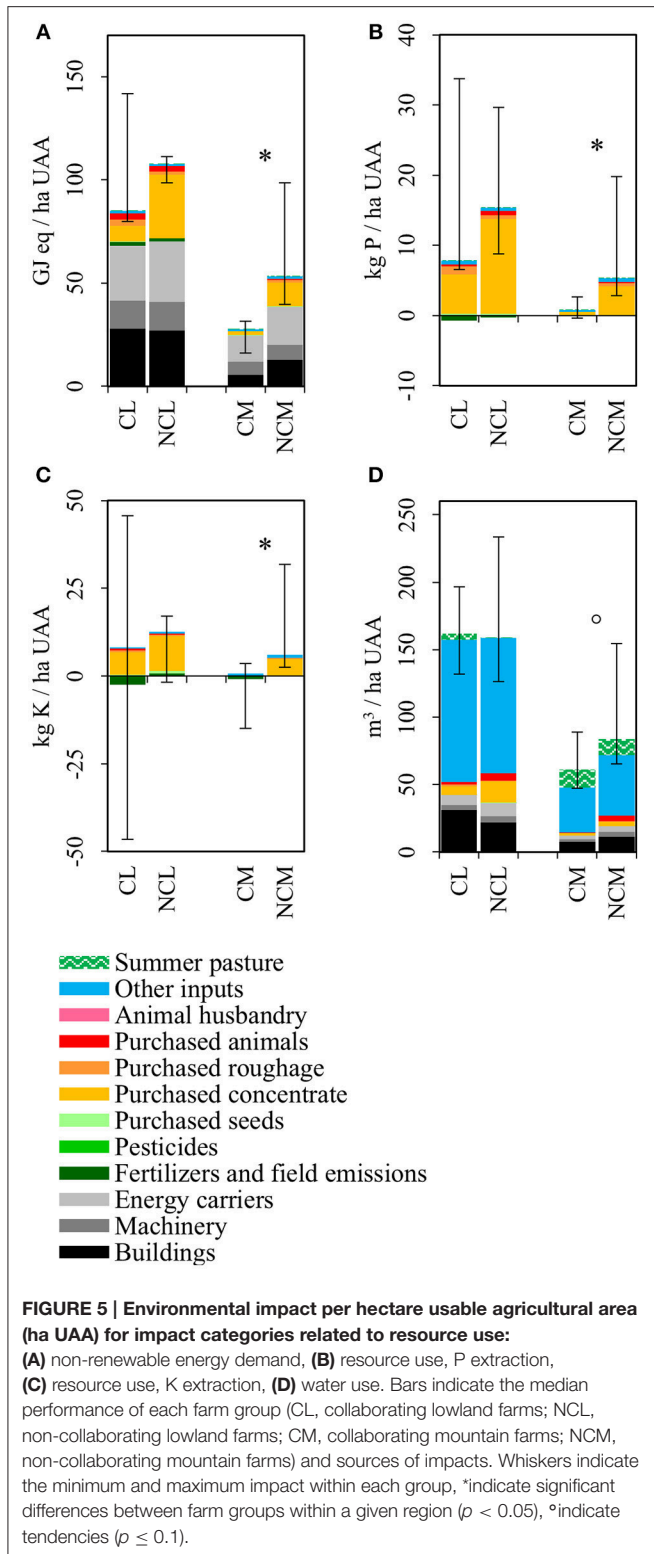 A
GJ eq / ha UAA
150
100
50
0
*
CL
NCL
CM
NCM
B
kg P / ha UAA
40
30
20
10
0
-10
*
CL
NCL
CM
NCM
C
kg K / ha UAA
50
25
0
-25
-50
*
CL
NCL
CM
NCM
D
m³ / ha UAA
250
200
150
100
50
0
°
CL
NCL
CM
NCM
Summer pasture
Other inputs
Animal husbandry
Purchased animals
Purchased roughage
Purchased concentrate
Purchased seeds
Pesticides
Fertilizers and field emissions
Energy carriers
Machinery
Buildings
FIGURE 5 | Environmental impact per hectare usable agricultural area
(ha UAA) for impact categories related to resource use:
(A) non-renewable energy demand, (B) resource use, P extraction,
(C) resource use, K extraction, (D) water use. Bars indicate the median
performance of each farm group (CL, collaborating lowland farms; NCL,
non-collaborating lowland farms; CM, collaborating mountain farms; NCM,
non-collaborating mountain farms) and sources of impacts. Whiskers indicate
the minimum and maximum impact within each group, *indicate significant
differences between farm groups within a given region (p < 0.05), °indicate
tendencies (p ≤ 0.1).